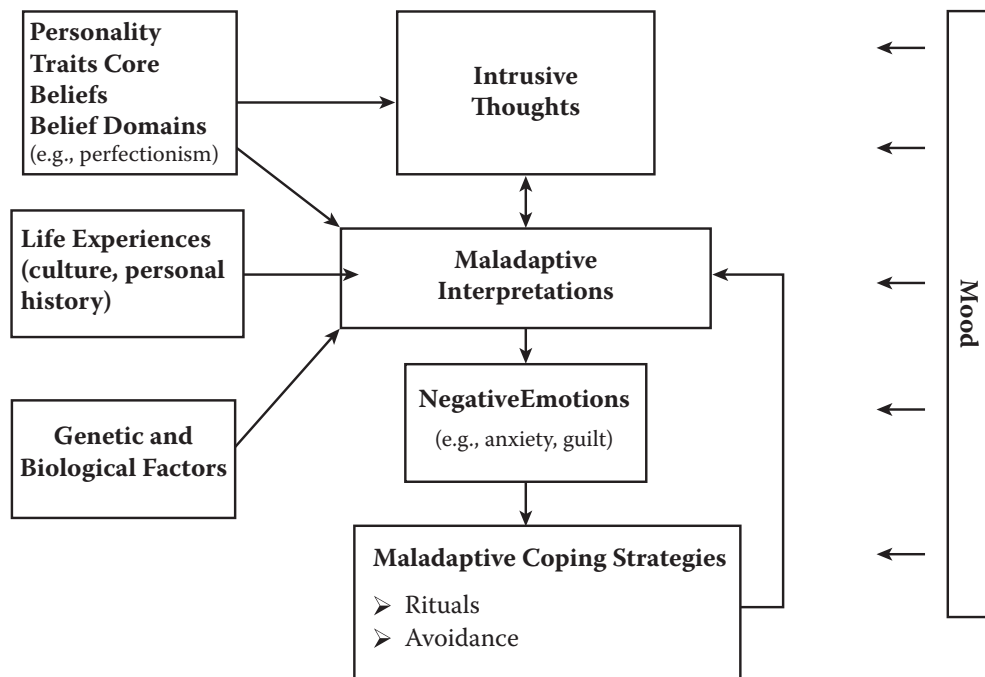 Personality
Traits Core
Beliefs
Belief Domains
(e.g., perfectionism)
Intrusive
Thoughts
Life Experiences
(culture, personal
history)
Maladaptive
Interpretations
Genetic and
Biological Factors
NegativeEmotions
(e.g., anxiety, guilt)
Maladaptive Coping Strategies
➢ Rituals
➢ Avoidance
Mood